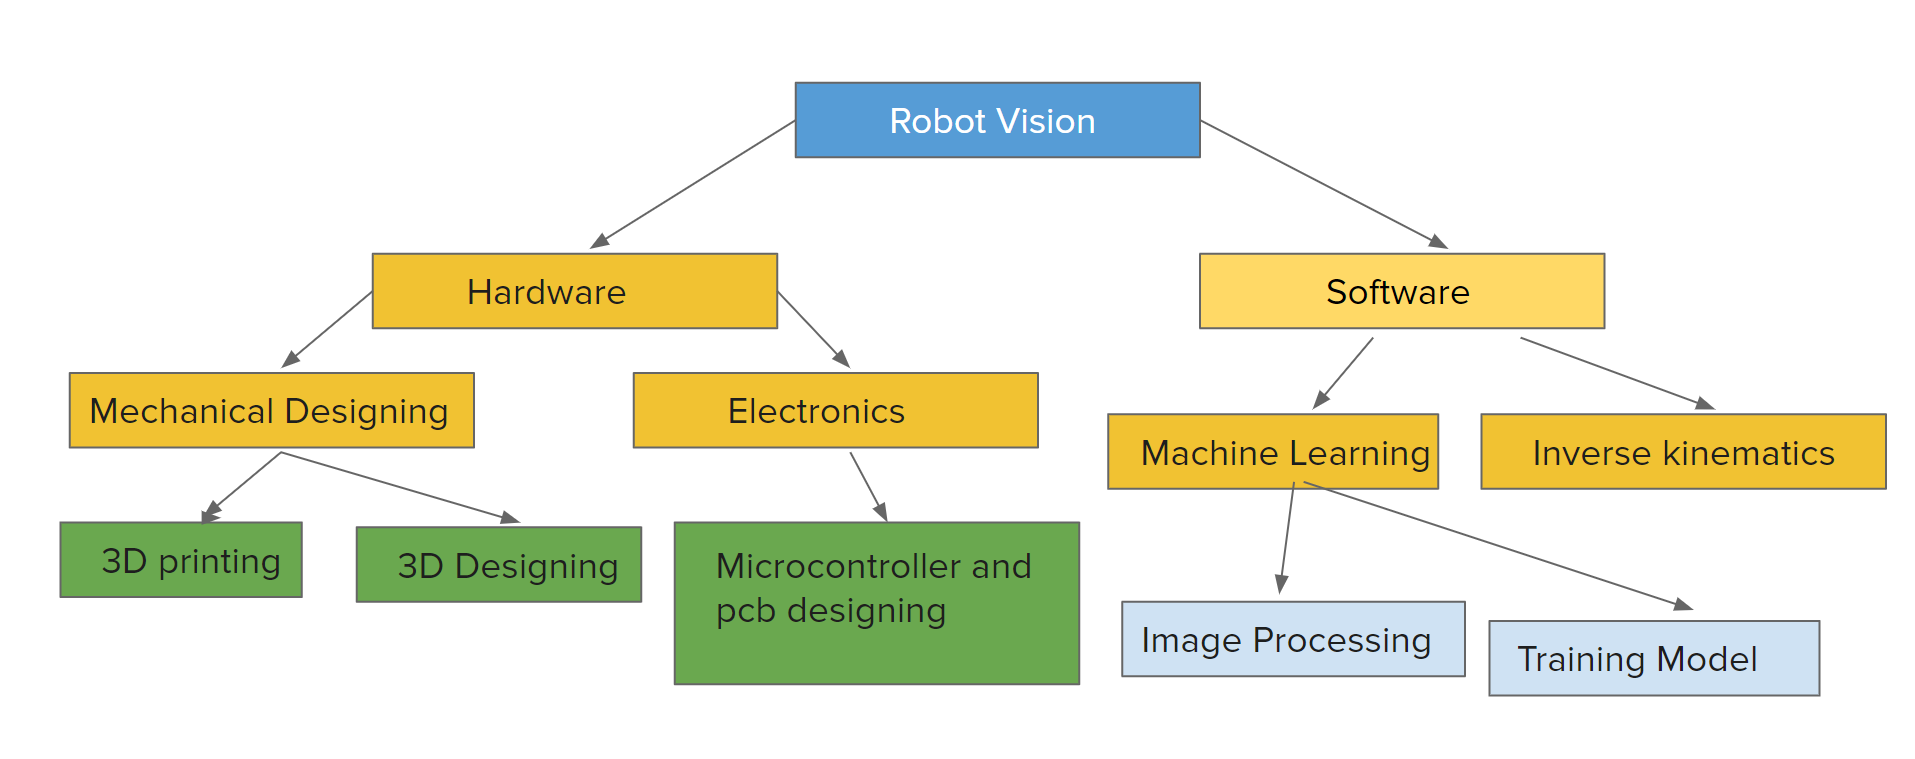 Robot Vision
Hardware
Software
Mechanical Designing
Electronics
Machine Learning
Inverse kinematics
3D printing
3D Designing
Microcontroller and
pcb designing
Image Processing
Training Model